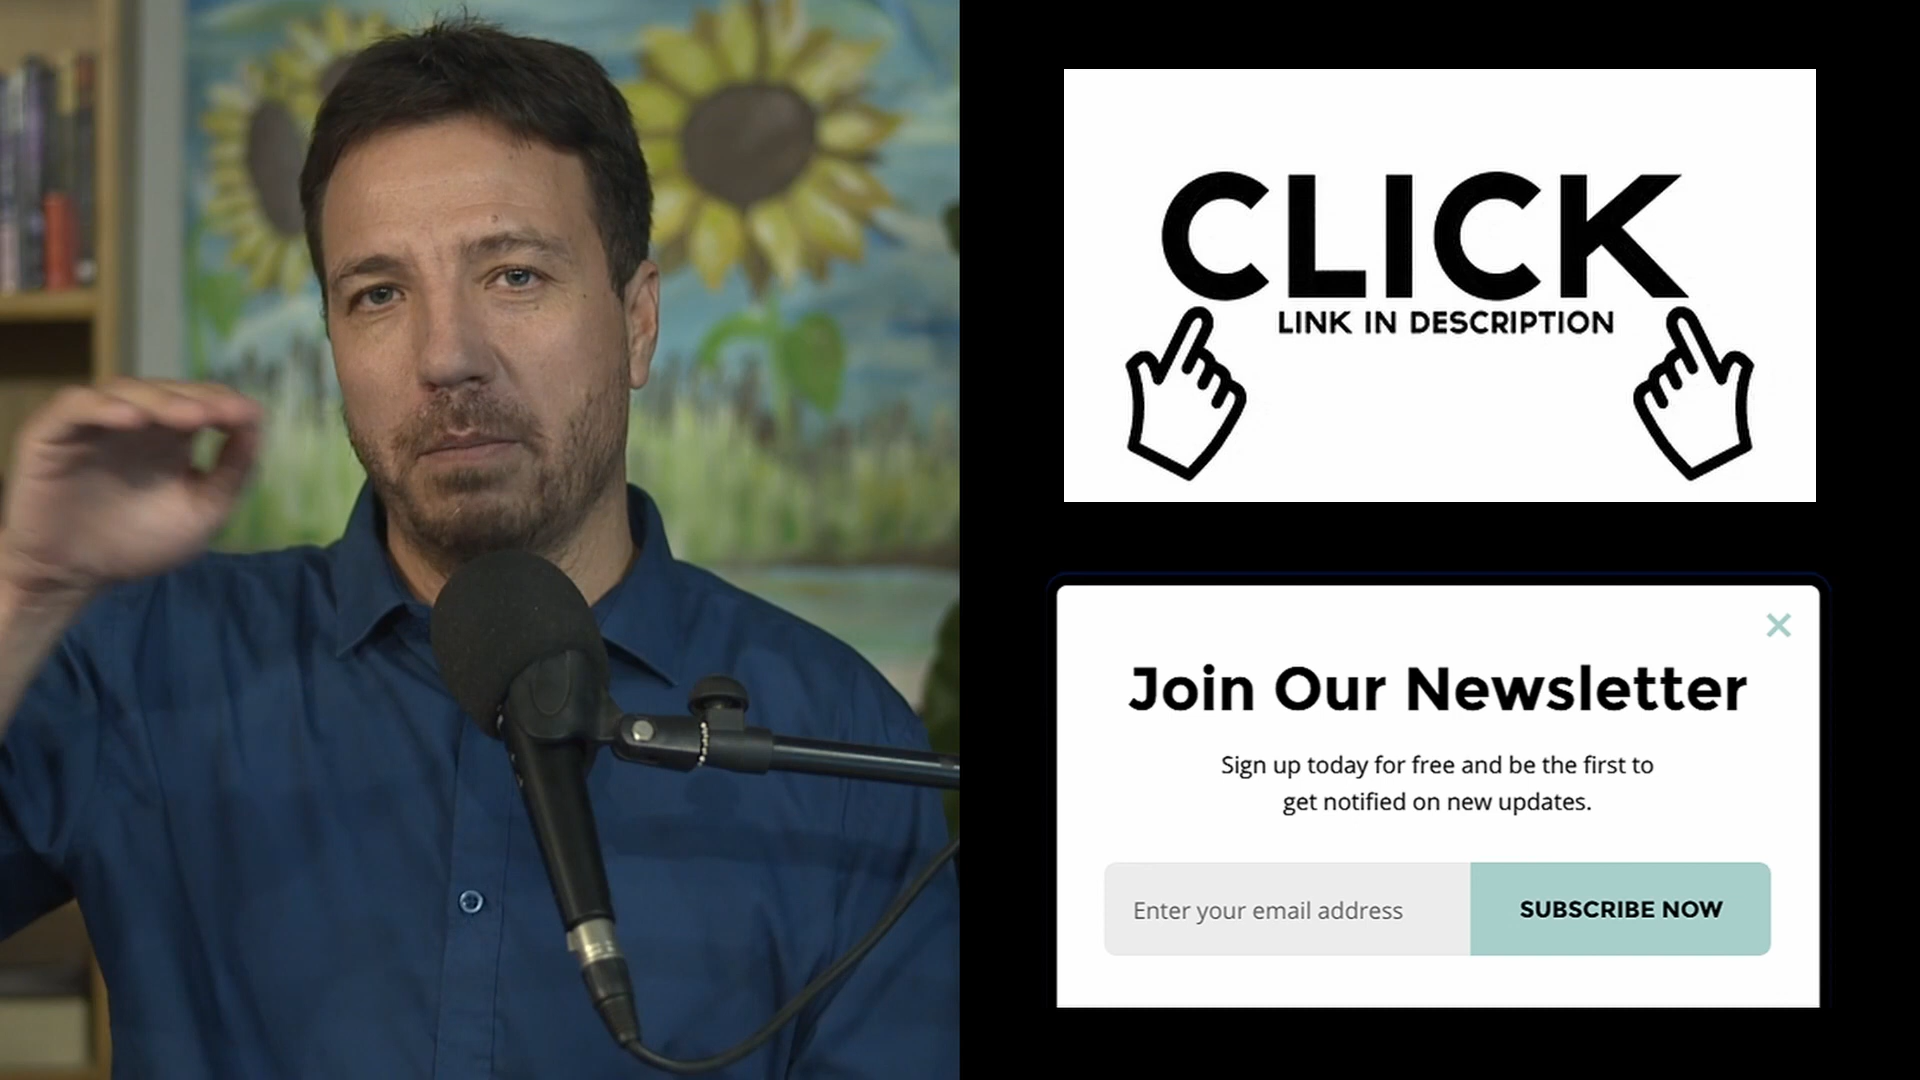 CLICK
LINK IN DESCRIPTION
Join Our Newsletter
Sign up today for free and be the first to
get notified on new updates.
Enter your email address
SUBSCRIBE NOW